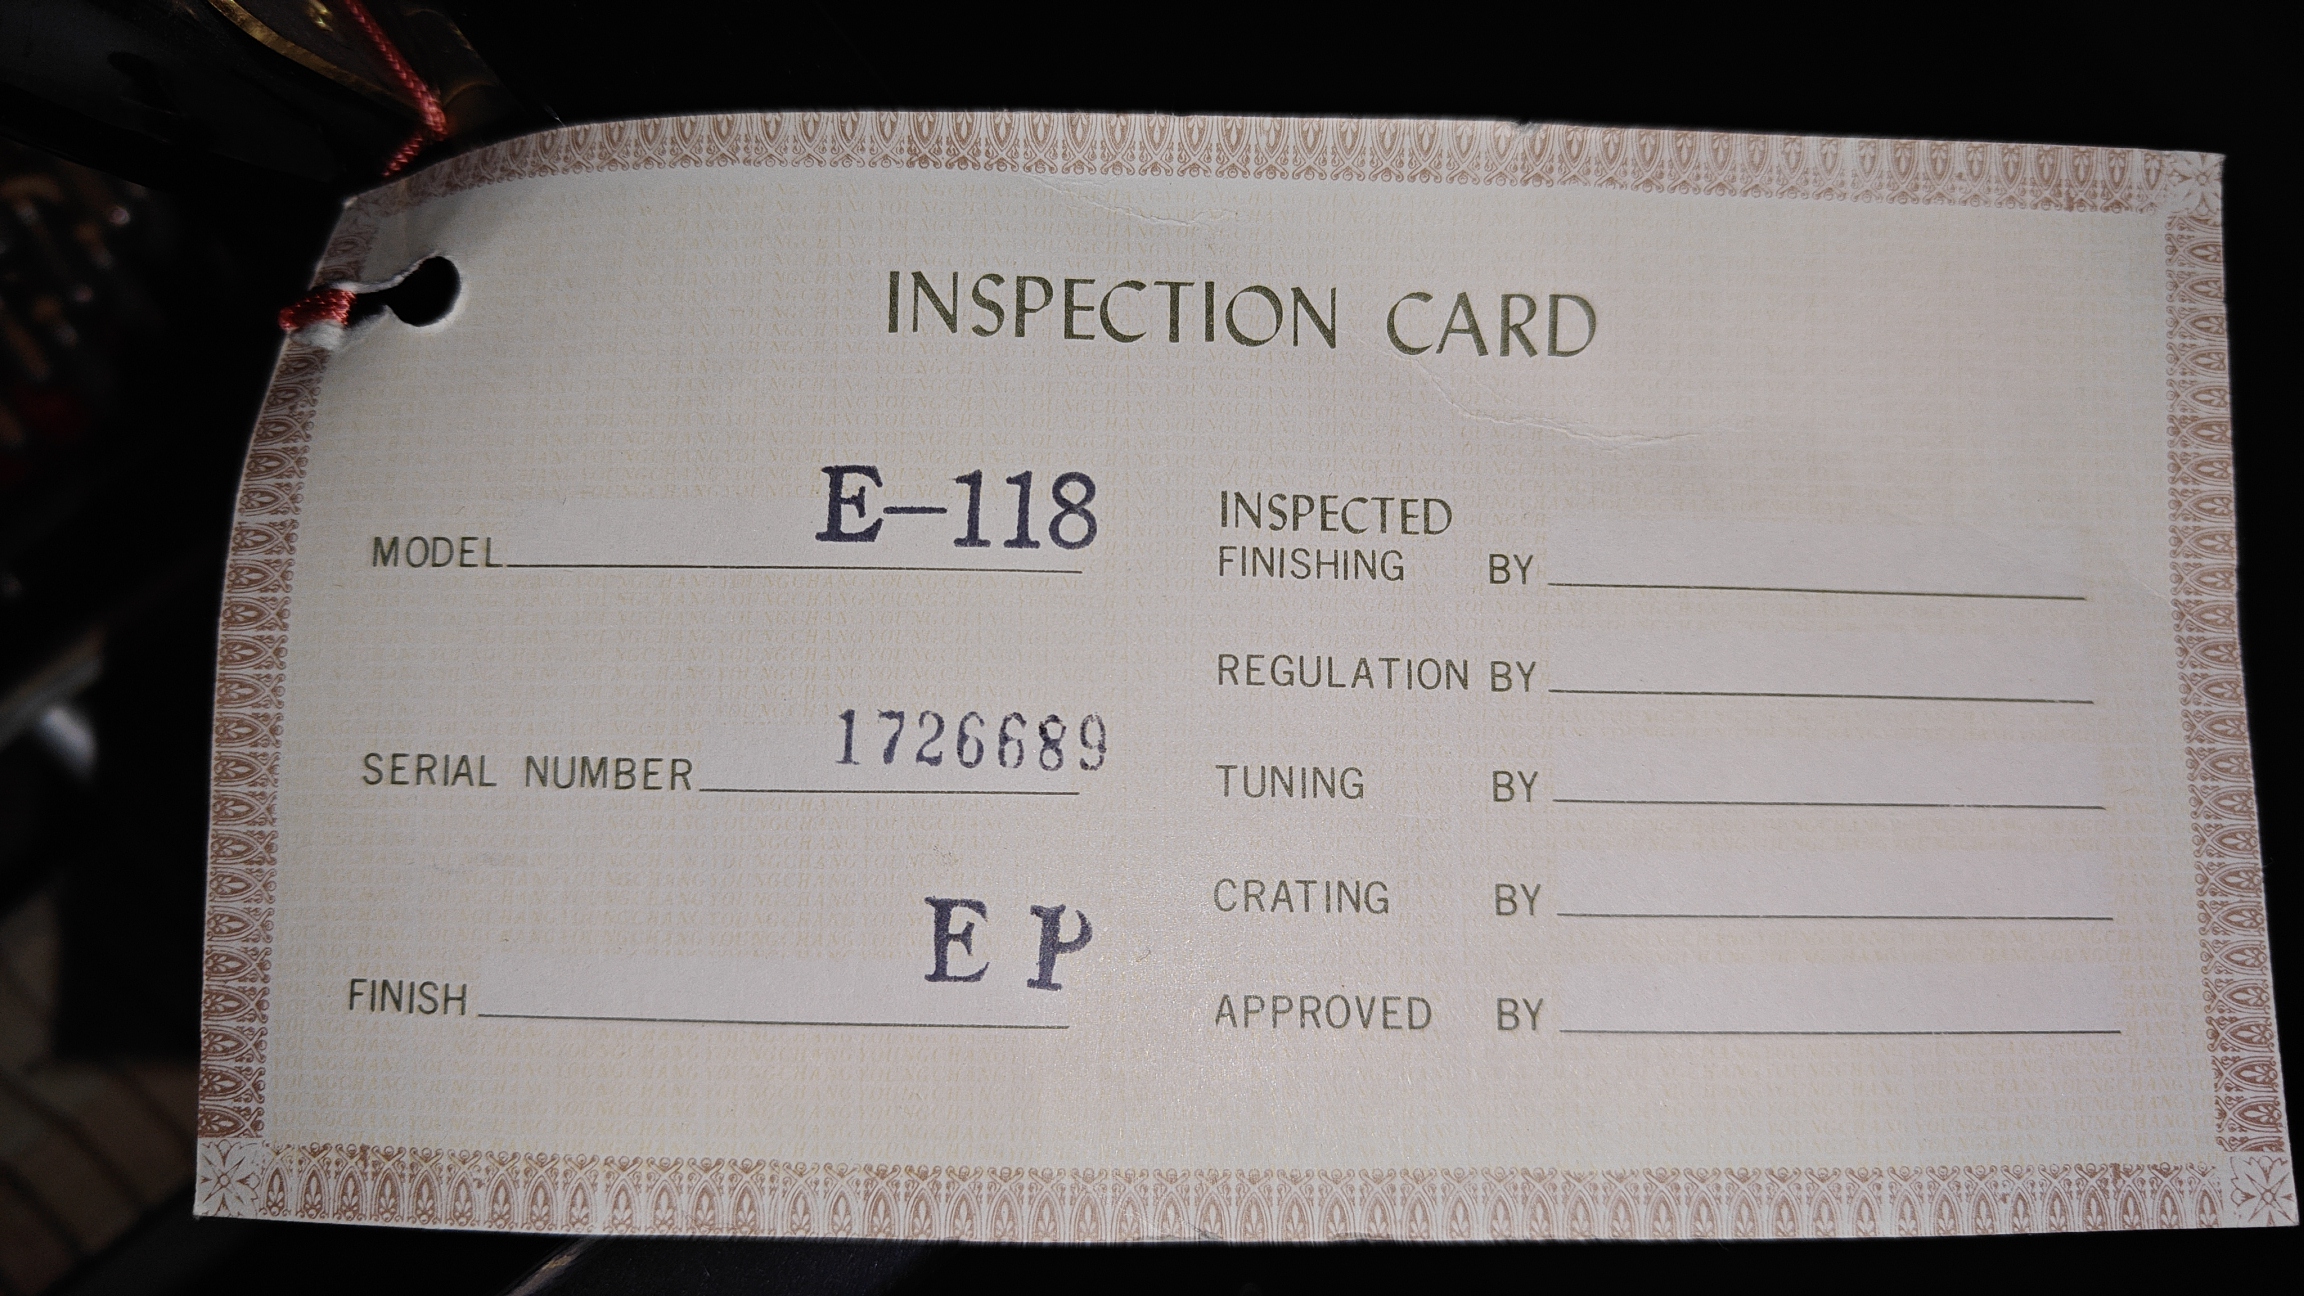 INSPECTION CARD
MODEL E-118
SERIAL NUMBER 1726689
FINISH E P
INSPECTED
FINISHING BY
REGULATION BY
TUNING BY
CRATING BY
APPROVED BY